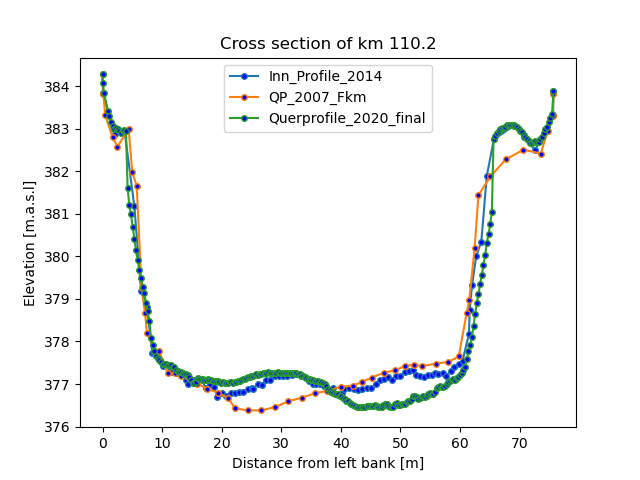 Cross section of km 110.2
Inn_Profile_2014
QP_2007_Fkm
Querprofile_2020_final
Elevation [m.a.s.l]
384
383
382
381
380
379
378
377
376
0 10 20 30 40 50 60 70
Distance from left bank [m]